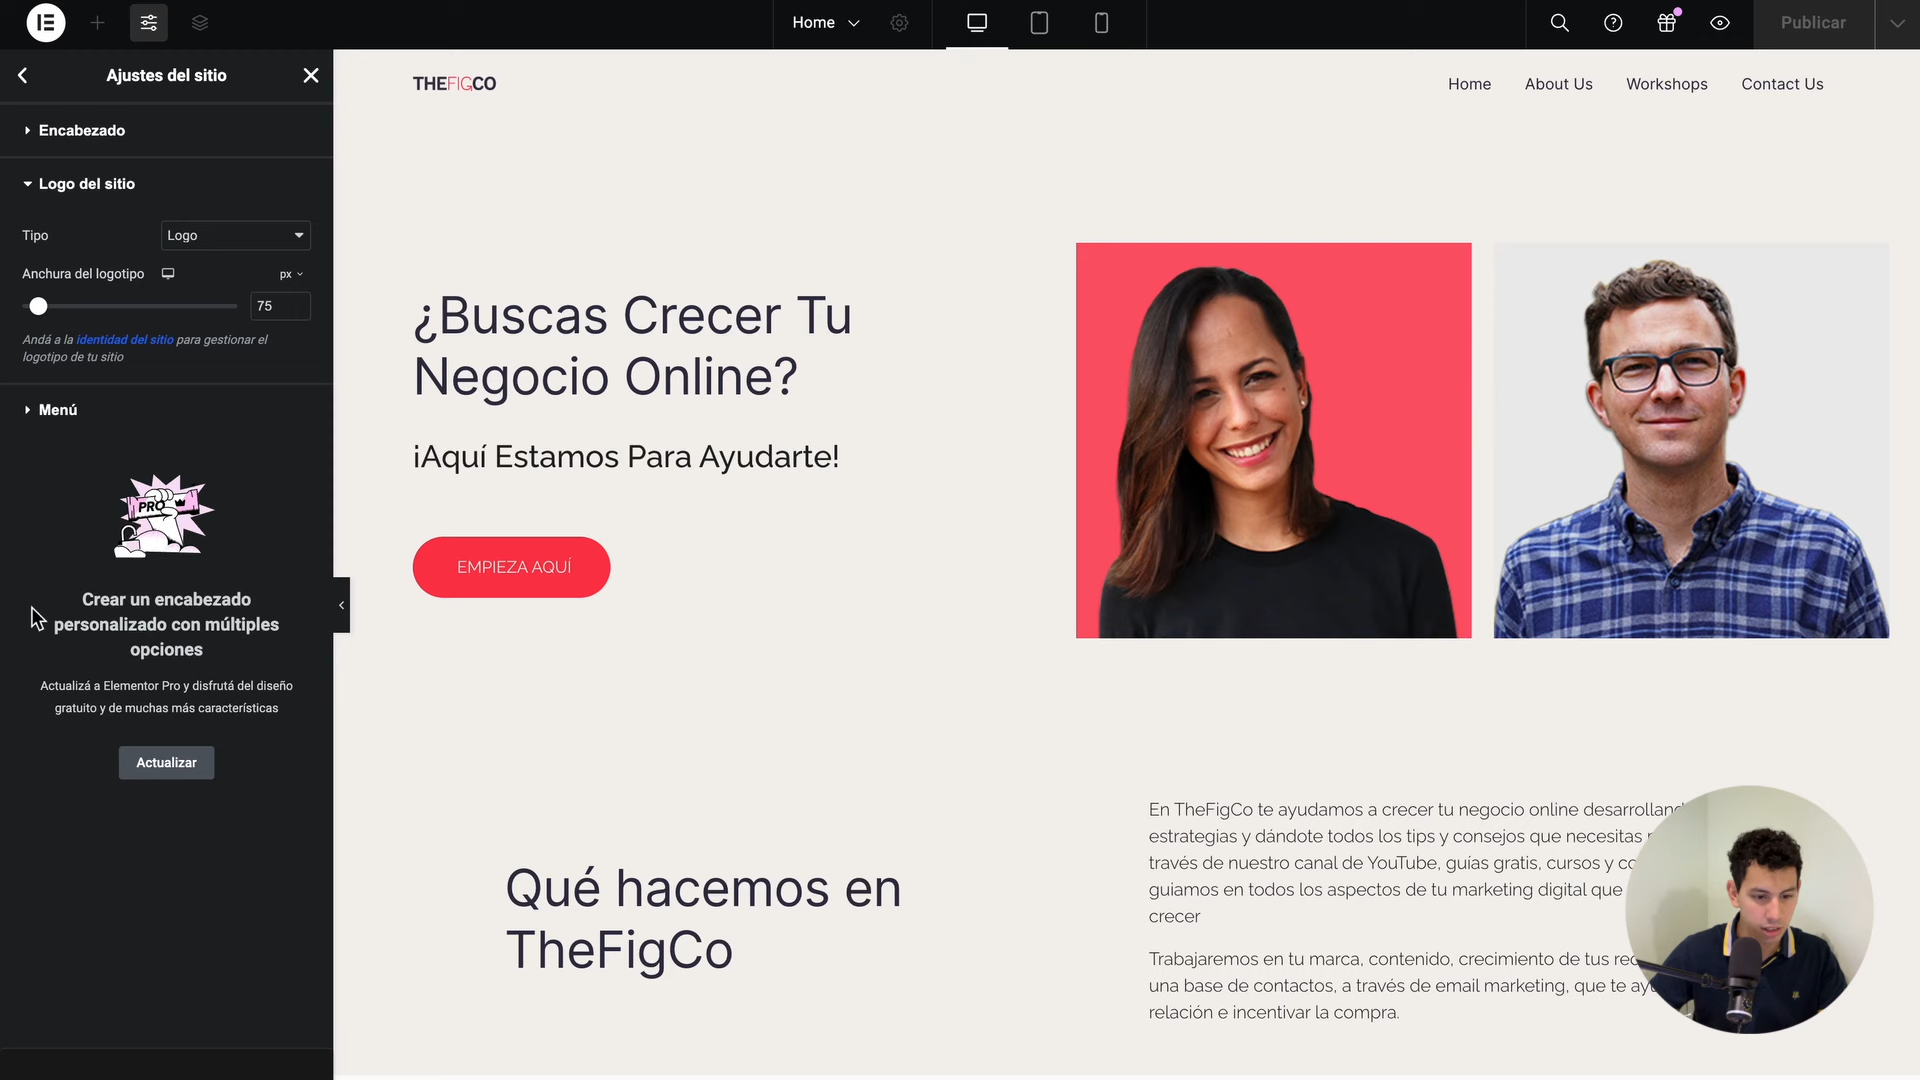 Home
Publicar
Ajustes del sitio
Encabezado
Logo del sitio
Tipo
Logo
Anchura del logotipo
px
75
Andá a la identidad del sitio para gestionar el
logotipo de tu sitio
Menú
PRO
Crear un encabezado
personalizado con múltiples
opciones
Actualizá a Elementor Pro y disfrutá del diseño
gratuito y de muchas más características
Actualizar
THEFIGCO
Home
About Us
Workshops
Contact Us
¿Buscas Crecer Tu
Negocio Online?
¡Aquí Estamos Para Ayudarte!
EMPIEZA AQUÍ
Qué hacemos en
TheFigCo
En TheFigCo te ayudamos a crecer tu negocio online
estrategias y dándote todos los tips y consejos que necesitas
través de nuestro canal de YouTube, guías gratis, cursos y
guiamos en todos los aspectos de tu marketing digital que
crecer
Trabajaremos en tu marca, contenido, crecimiento de tus
una base de contactos, a través de email marketing, que te
relación e incentivar la compra.